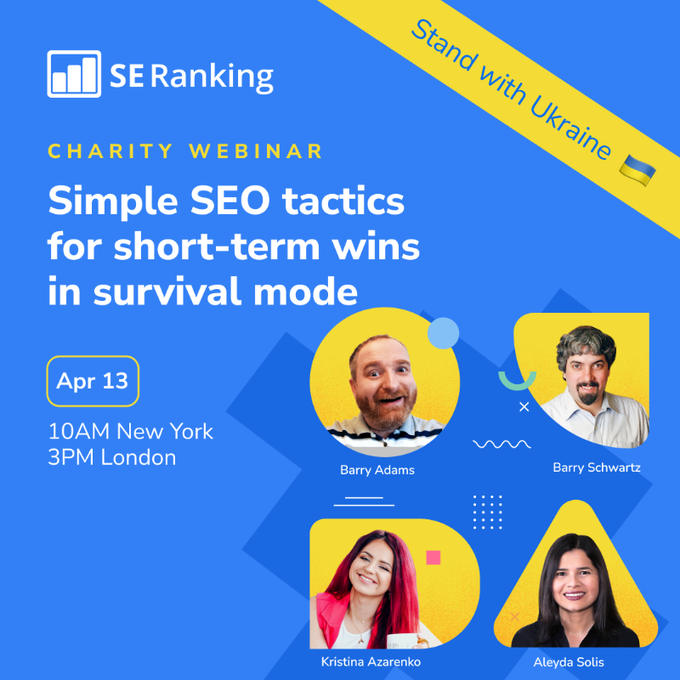 SE Ranking
Stand with Ukraine
CHARITY WEBINAR
Simple SEO tactics
for short-term wins
in survival mode
Apr 13
10AM New York
3PM London
Barry Adams
Barry Schwartz
Kristina Azarenko
Aleyda Solis